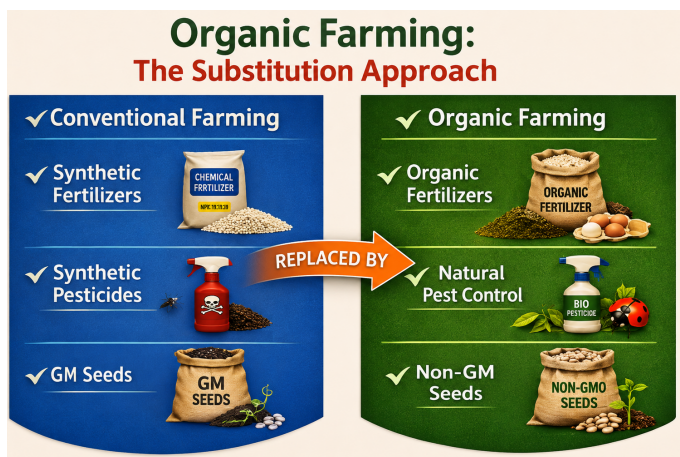 Organic Farming:
The Substitution Approach
Conventional Farming
Synthetic
Fertilizers
CHEMICAL
FRRTILIZER
Synthetic
Pesticides
GM Seeds
GM
SEEDS
REPLACED BY
Organic Farming
Organic
Fertilizers
ORGANIC
FERTILIZER
Natural
Pest Control
BIO
PESTICIDE
Non-GM
Seeds
NON-GMO
SEEDS